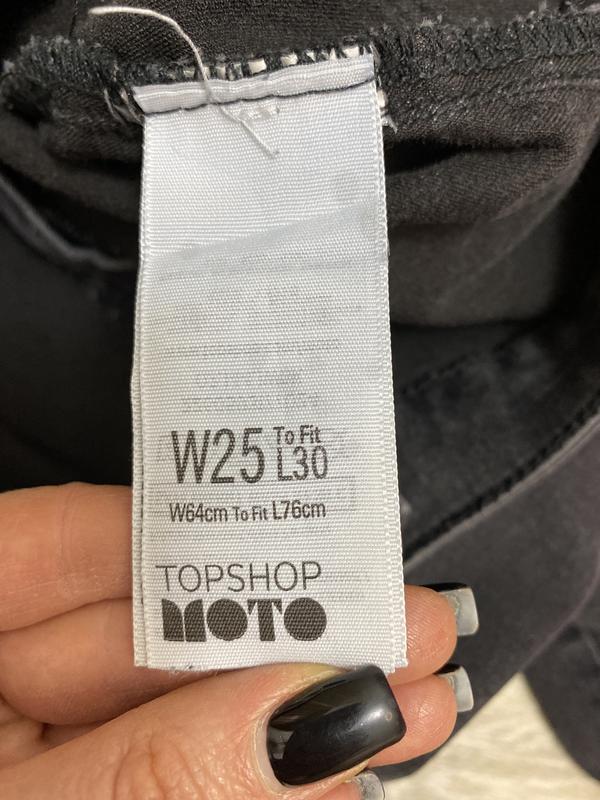 W25 To Fit L30
W64cm To Fit L76cm
TOPSHOP
MOTO